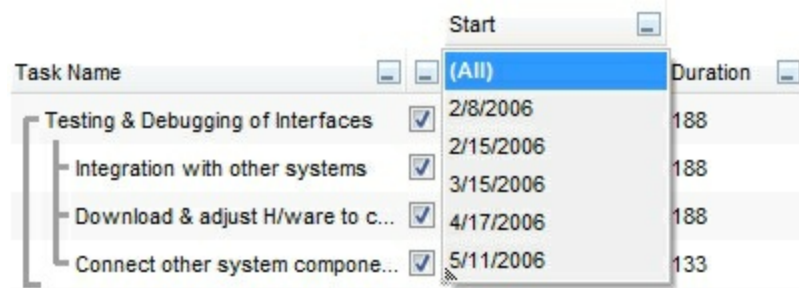 Start
Task Name (All) Duration
Testing & Debugging of Interfaces 2/8/2006 188
2/15/2006
Integration with other systems 188
3/15/2006
Download & adjust H/ware to c... 4/17/2006 188
Connect other system compone... 5/11/2006 133